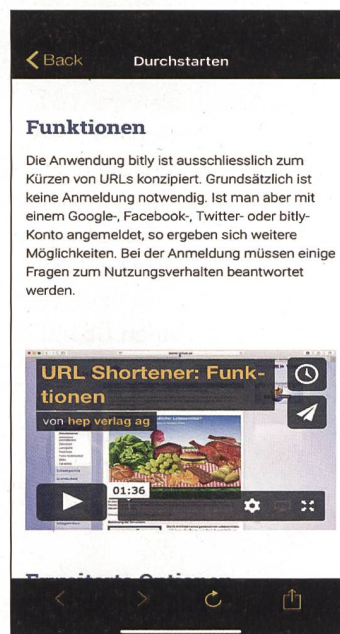 Back
Durchstarten
Funktionen
Die Anwendung bitly ist ausschliesslich zum
Kürzen von URLs konzipiert. Grundsätzlich ist
keine Anmeldung notwendig. Ist man aber mit
einem Google-, Facebook-, Twitter- oder bitly-
Konto angemeldet, so ergeben sich weitere
Möglichkeiten. Bei der Anmeldung müssen einige
Fragen zum Nutzungsverhalten beantwortet
werden.
URL Shortener: Funk-
tionen
von hep verlag ag
01:36
Erweiterte Optionen